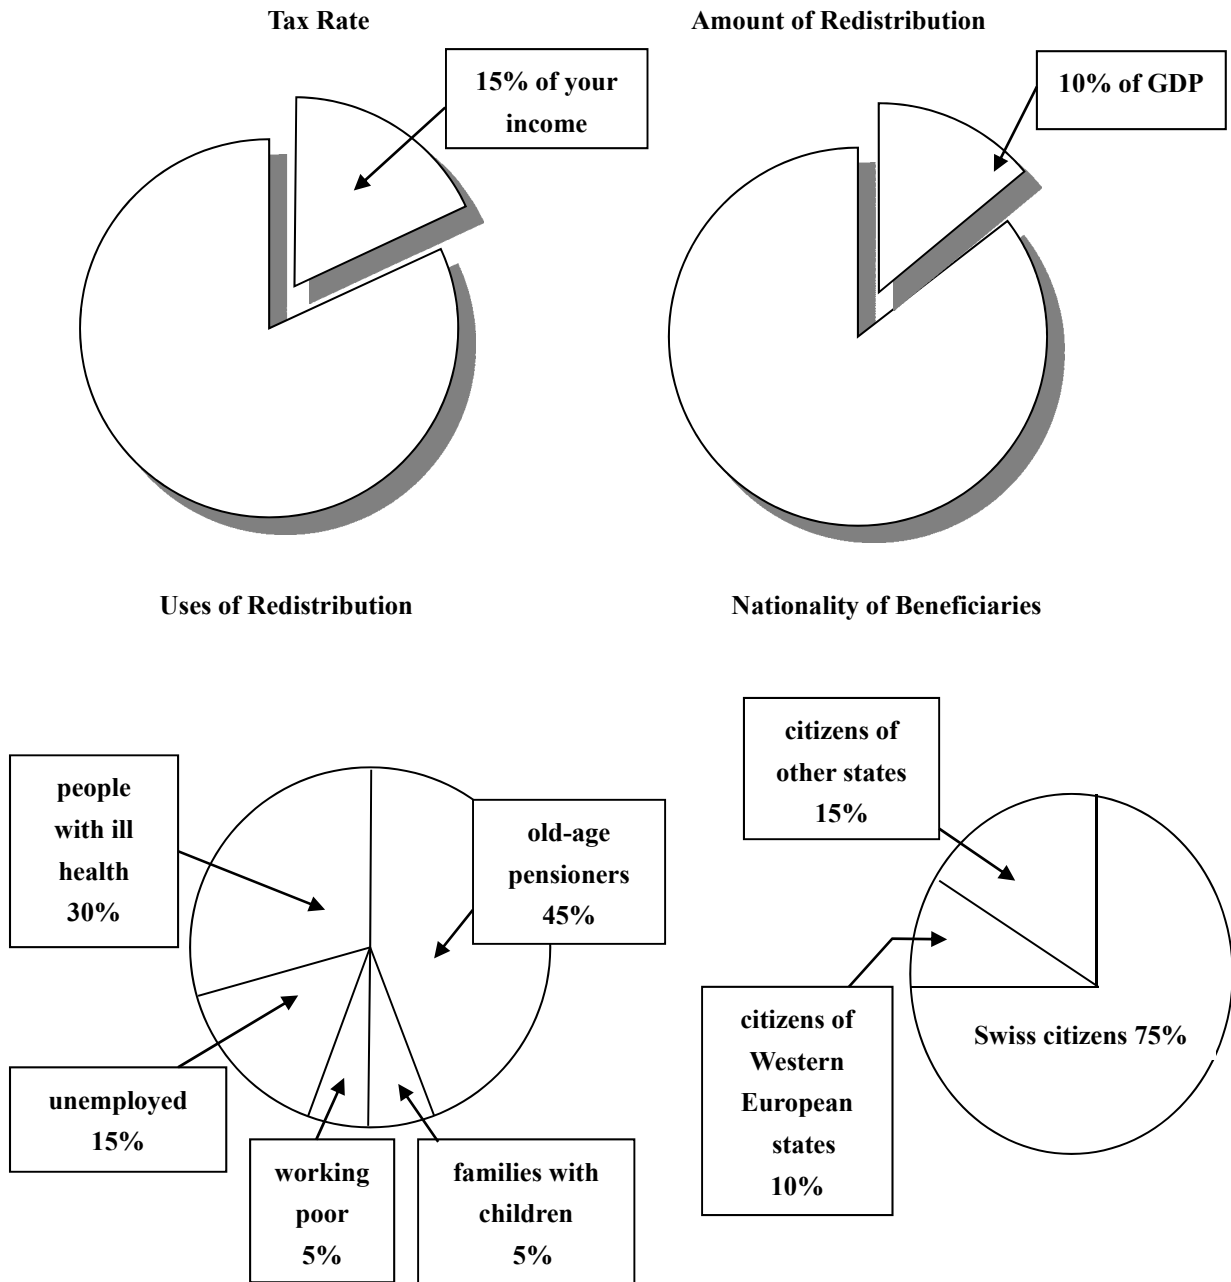 Tax Rate
Amount of Redistribution
15% of your
income
10% of GDP
Uses of Redistribution
Nationality of Beneficiaries
people
with ill
health
30%
old-age
pensioners
45%
unemployed
15%
working
poor
5%
families with
children
5%
citizens of
other states
15%
citizens of
Western
European
states
10%
Swiss citizens 75%